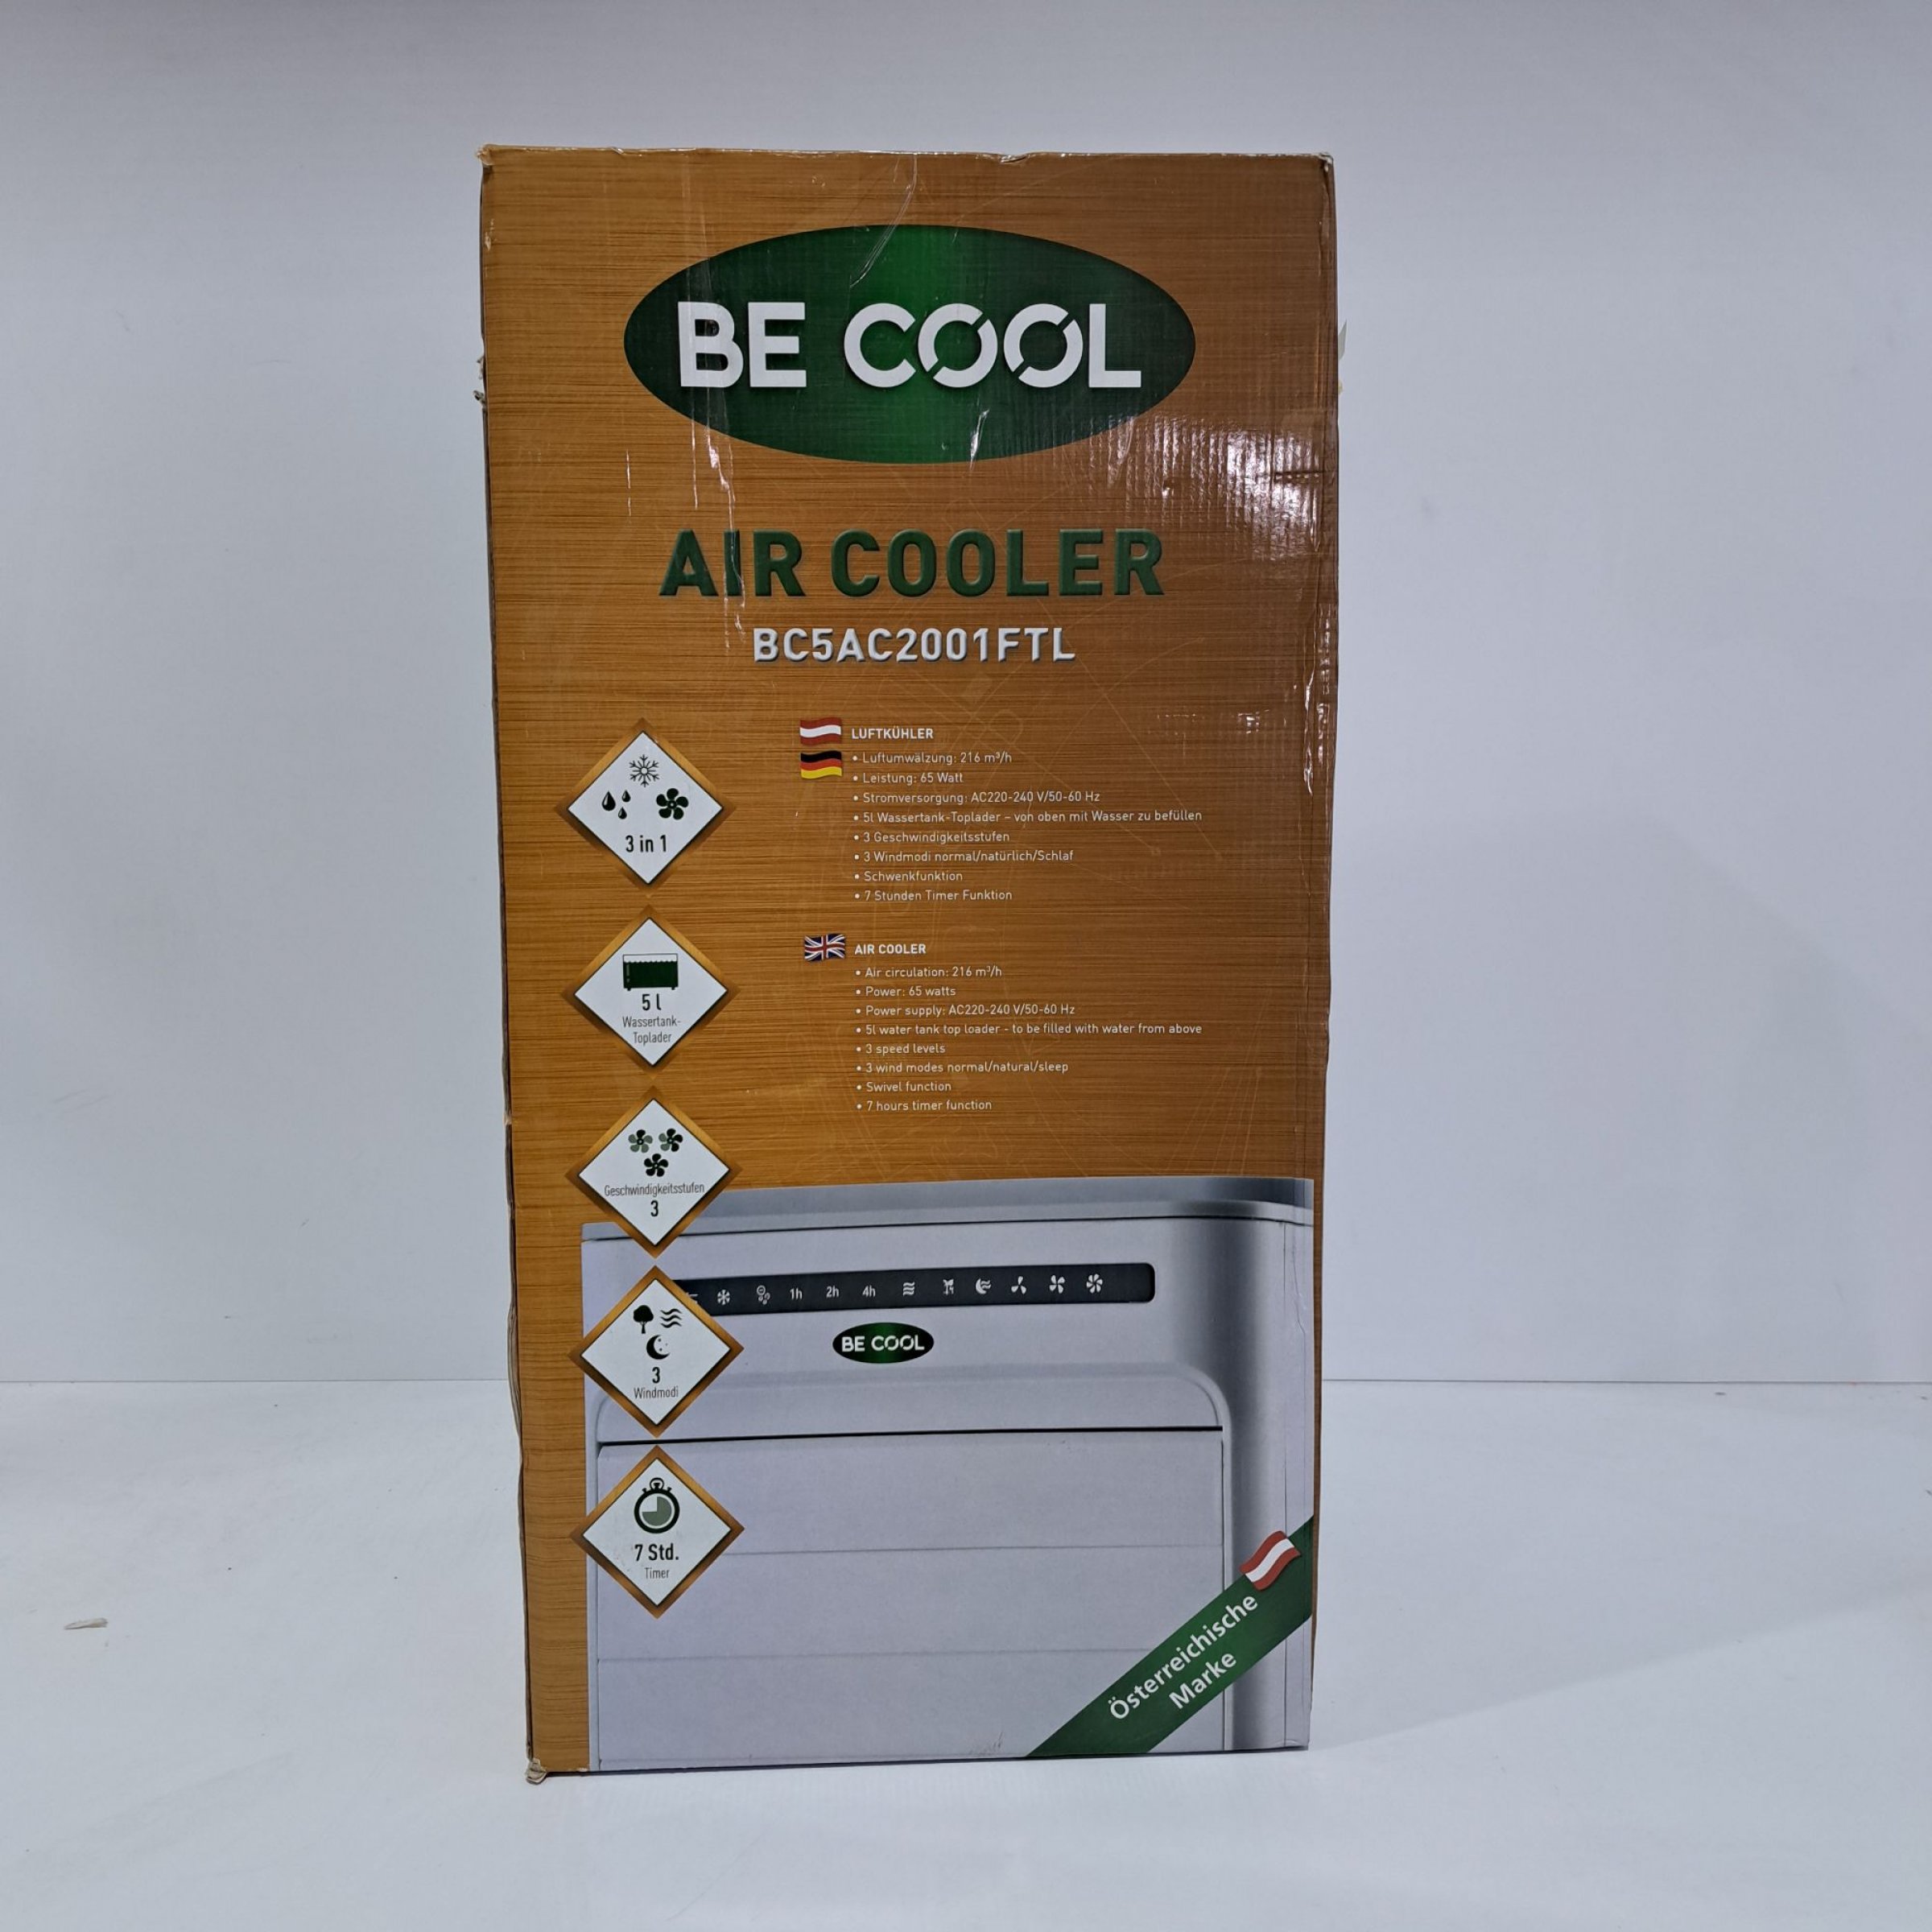 BE COOL
AIR COOLER
BC5AC2001FTL
LUFTKÜHLER
• Luftumwälzung: 216 m³/h
• Leistung: 65 Watt
• Stromversorgung: AC220-240 V/50-60 Hz
• 5l Wassertank-Toplader – von oben mit Wasser zu befüllen
• 3 Geschwindigkeitsstufen
• 3 Windmodi normal/natürlich/Schlaf
• Schwenkfunktion
• 7 Stunden Timer Funktion
AIR COOLER
• Air circulation: 216 m³/h
• Power: 65 watts
• Power supply: AC220-240 V/50-60 Hz
• 5l water tank top loader - to be filled with water from above
• 3 speed levels
• 3 wind modes normal/natural/sleep
• Swivel function
• 7 hours timer function
3 in 1
5 l
Wassertank-
Toplader
Geschwindigkeitsstufen
3
3
Windmodi
7 Std.
Timer
1h 2h 4h
BE COOL
Österreichische
Marke